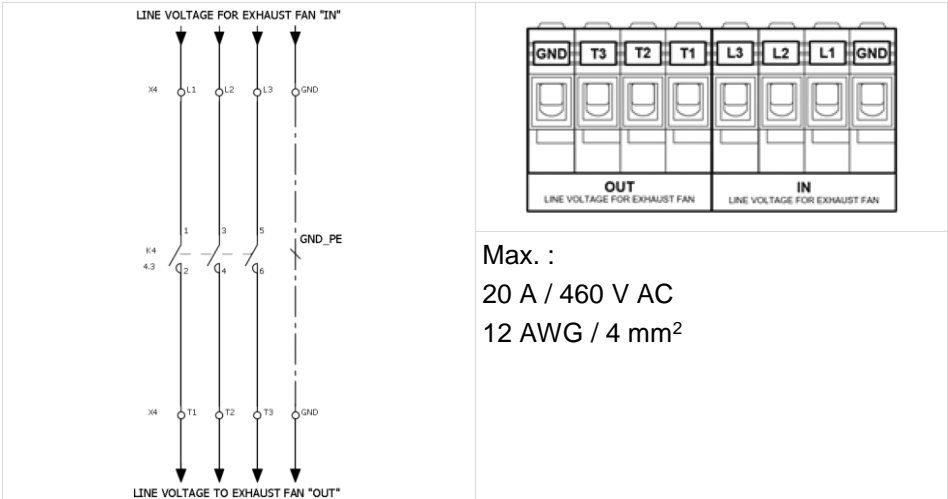 LINE VOLTAGE FOR EXHAUST FAN "IN"
X4 L1 L2 L3 GND
1 3 5
GND_PE
K4
4.3
2 4 6
X4 T1 T2 T3 GND
LINE VOLTAGE TO EXHAUST FAN "OUT"
GND T3 T2 T1 L3 L2 L1 GND
OUT
LINE VOLTAGE FOR EXHAUST FAN
IN
LINE VOLTAGE FOR EXHAUST FAN
Max. :
20 A / 460 V AC
12 AWG / 4 mm²